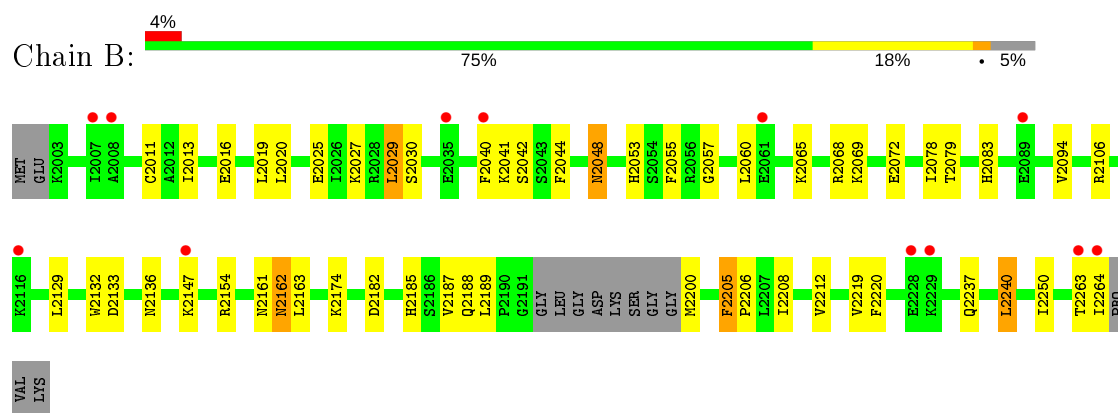 4%
Chain B:
75% 18% • 5%
MET GLU K2003 I2007 A2008 C2011 A2012 I2013 E2016 L2019 L2020 E2025 I2026 K2027 R2028 L2029 S2030 E2035 F2040 K2041 S2042 S2043 F2044 N2048 H2053 S2054 F2055 R2056 G2057 L2060 E2061 K2065 R2068 K2069 E2072 I2078 T2079 H2083 E2089 V2094 R2106
K2116 L2129 W2132 D2133 N2136 K2147 R2154 N2161 N2162 L2163 K2174 D2182 H2185 S2186 V2187 Q2188 L2189 P2190 G2191 GLY LEU GLY ASP LYS SER GLY GLY M2200 F2205 P2206 L2207 I2208 V2212 V2219 F2220 E2228 K2229 Q2237 L2240 I2250 T2263 I2264 PRO
VAL LYS